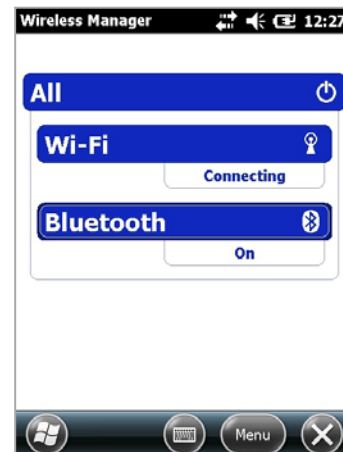 Wireless Manager 12:27
All
Wi-Fi
Connecting
Bluetooth
On
Menu